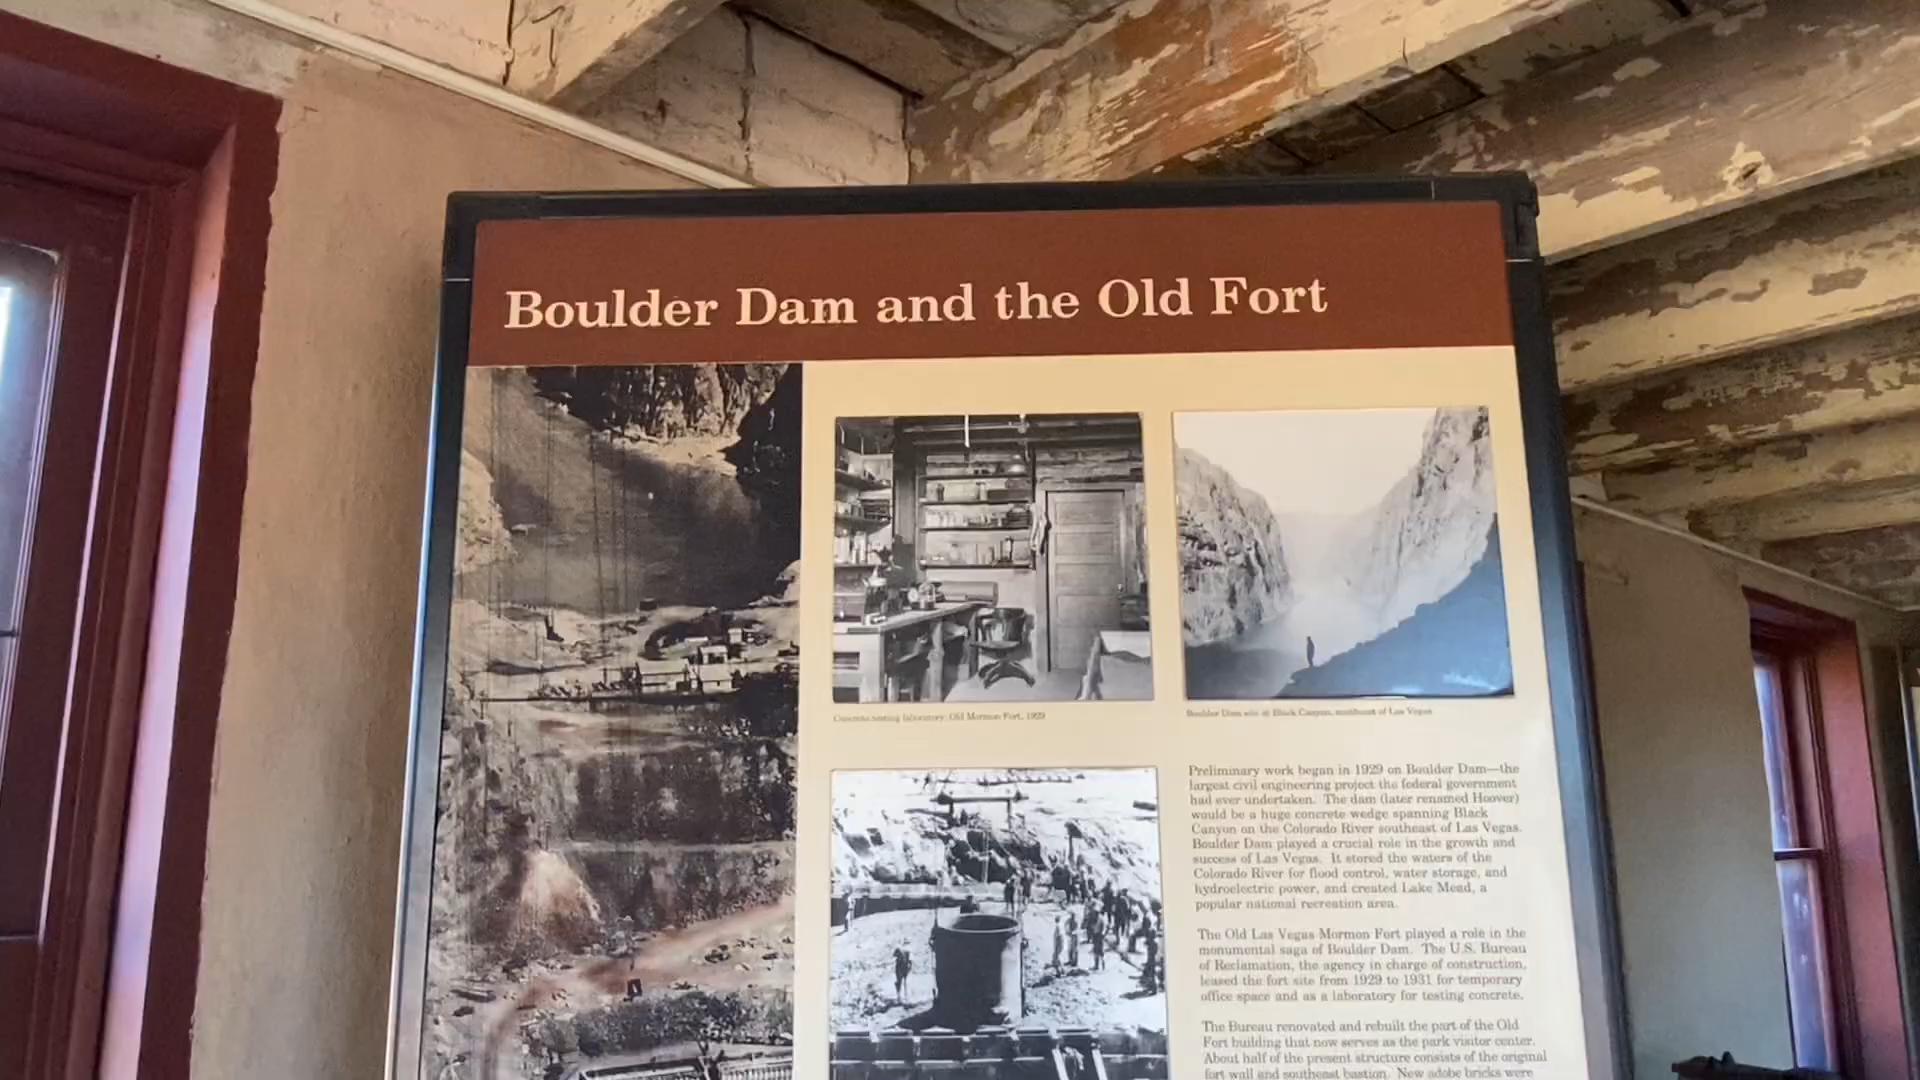 Boulder Dam and the Old Fort
Concrete testing laboratory: Old Mormon Fort, 1929
Boulder Dam site at Black Canyon, southeast of Las Vegas
Preliminary work began in 1929 on Boulder Dam—the
largest civil engineering project the federal government
had ever undertaken. The dam (later renamed Hoover)
would be a huge concrete wedge spanning Black
Canyon on the Colorado River southeast of Las Vegas.
Boulder Dam played a crucial role in the growth and
success of Las Vegas. It stored the waters of the
Colorado River for flood control, water storage, and
hydroelectric power, and created Lake Mead, a
popular national recreation area.
The Old Las Vegas Mormon Fort played a role in the
monumental saga of Boulder Dam. The U.S. Bureau
of Reclamation, the agency in charge of construction,
leased the fort site from 1929 to 1931 for temporary
office space and as a laboratory for testing concrete.
The Bureau renovated and rebuilt the part of the Old
Fort building that now serves as the park visitor center.
About half of the present structure consists of the original
fort wall and southeast bastion. New adobe bricks were